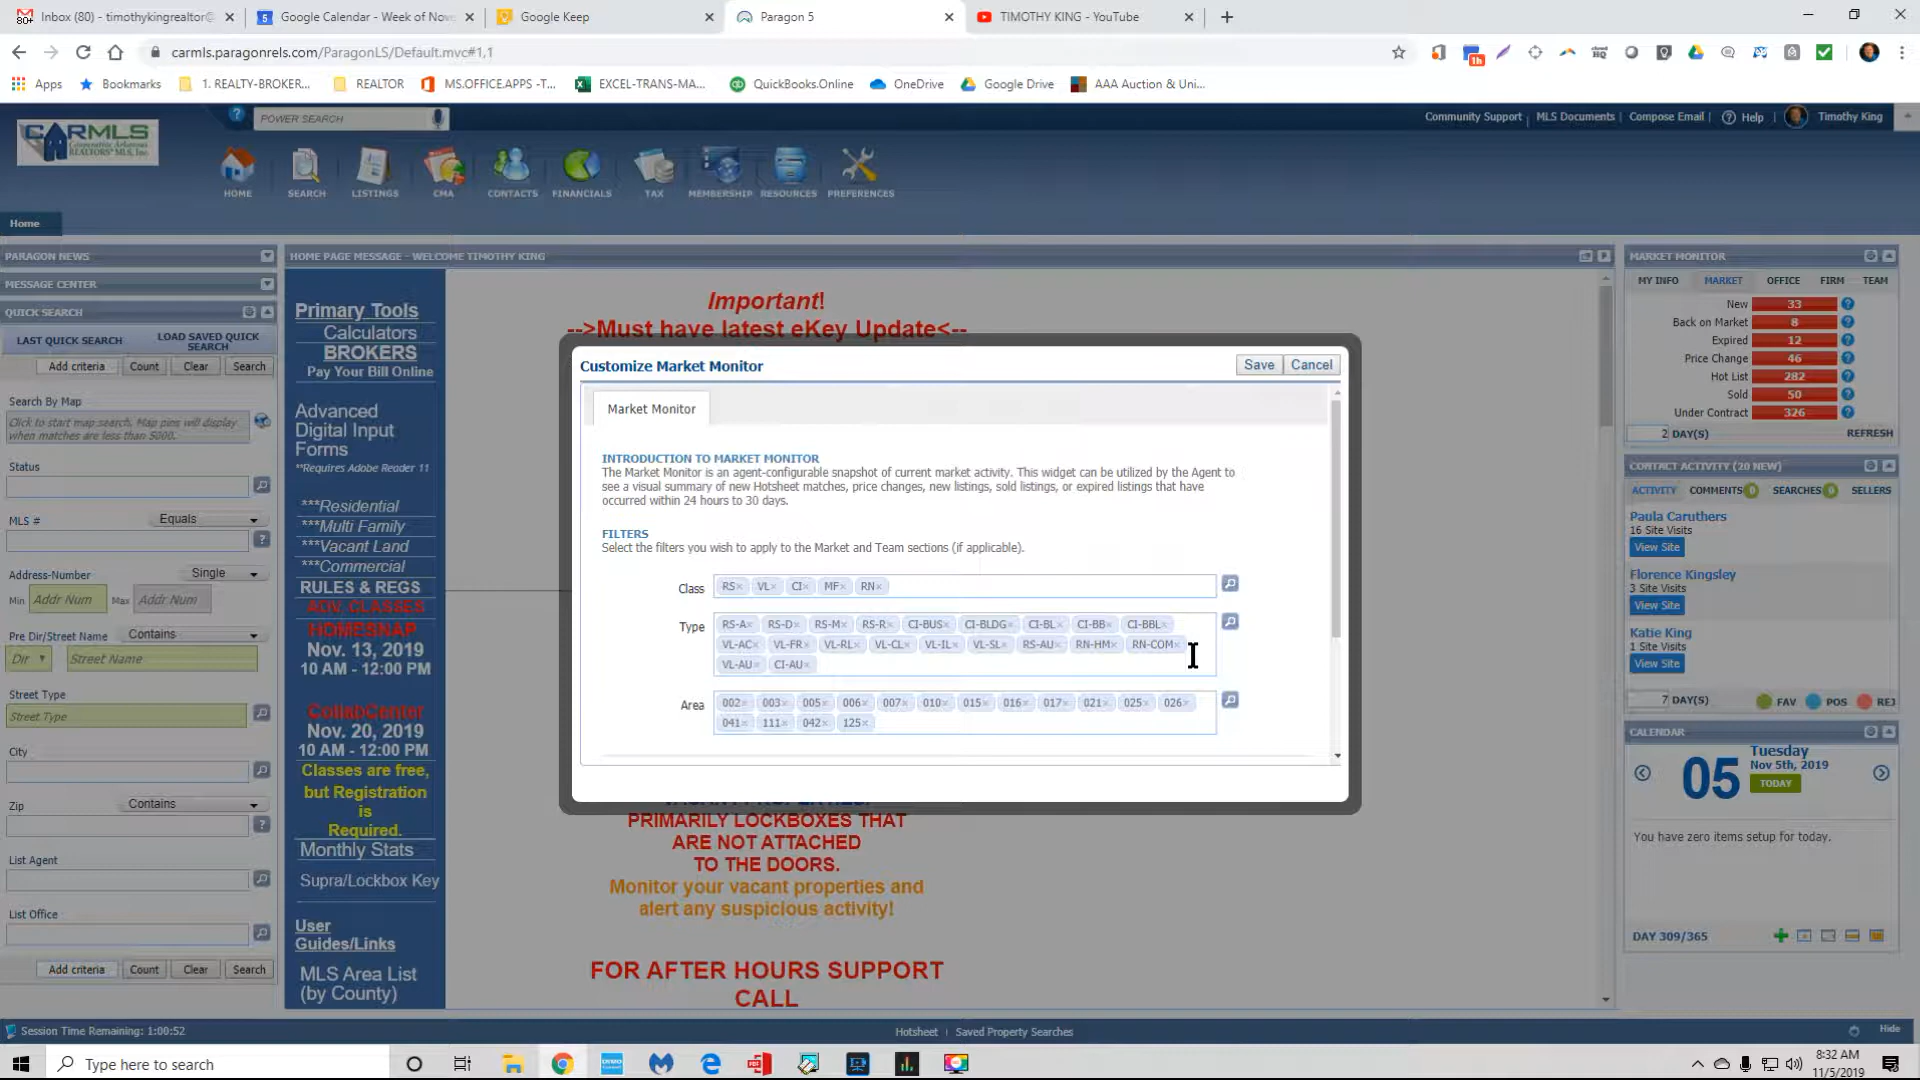 Inbox (80) - timothykingrealtor@
Google Calendar - Week of Nov
Google Keep
Paragon 5
TIMOTHY KING - YouTube
carmls.paragonrels.com/ParagonLS/Default.mvc#1,1
Apps
Bookmarks
1. REALTY-BROKER...
REALTOR
MS.OFFICE.APPS -T...
EXCEL-TRANS-MA...
QuickBooks.Online
OneDrive
Google Drive
AAA Auction & Uni...
CARMLS
POWER SEARCH
Community Support
MLS Documents
Compose Email
Help
Timothy King
HOME
SEARCH
LISTINGS
CMA
CONTACTS
FINANCIALS
TAX
MEMBERSHIP
RESOURCES
PREFERENCES
Home
PARAGON NEWS
MESSAGE CENTER
QUICK SEARCH
LAST QUICK SEARCH
LOAD SAVED QUICK
SEARCH
Add criteria
Count
Clear
Search
Search By Map
Click to start map search. Map pins will display
when matches are less than 5000.
Status
MLS #
Equals
Address-Number
Single
Min
Addr Num
Max
Addr Num
Pre Dir/Street Name
Contains
Dir
Street Name
Street Type
Street Type
City
Zip
Contains
List Agent
List Office
Add criteria
Count
Clear
Search
HOME PAGE MESSAGE - WELCOME TIMOTHY KING
Primary Tools
Calculators
BROKERS
Pay Your Bill Online
Advanced
Digital Input
Forms
**Requires Adobe Reader 11
***Residential
***Multi Family
***Vacant Land
***Commercial
RULES & REGS
ADV. CLASSES
HOMESNAP
Nov. 13, 2019
10 AM - 12:00 PM
CollabCenter
Nov. 20, 2019
10 AM - 12:00 PM
Classes are free,
but Registration
is
Required.
Monthly Stats
Supra/Lockbox Key
User
Guides/Links
MLS Area List
(by County)
Important!
-->Must have latest eKey Update<--
Customize Market Monitor
Save
Cancel
Market Monitor
INTRODUCTION TO MARKET MONITOR
The Market Monitor is an agent-configurable snapshot of current market activity. This widget can be utilized by the Agent to
see a visual summary of new Hotsheet matches, price changes, new listings, sold listings, or expired listings that have
occurred within 24 hours to 30 days.
FILTERS
Select the filters you wish to apply to the Market and Team sections (if applicable).
Class
RS× VL× CI× MF× RN×
Type
RS-A× RS-D× RS-M× RS-R× CI-BUS× CI-BLDG× CI-BL× CI-BB× CI-BBL×
VL-AC× VL-FR× VL-RL× VL-CL× VL-IL× VL-SL× RS-AU× RN-HM× RN-COM×
VL-AU× CI-AU×
Area
002× 003× 005× 006× 007× 010× 015× 016× 017× 021× 025× 026×
041× 111× 042× 125×
VACANT PROPERTIES.
PRIMARILY LOCKBOXES THAT
ARE NOT ATTACHED
TO THE DOORS.
Monitor your vacant properties and
alert any suspicious activity!
FOR AFTER HOURS SUPPORT
CALL
MARKET MONITOR
MY INFO
MARKET
OFFICE
FIRM
TEAM
New 33
Back on Market 8
Expired 12
Price Change 46
Hot List 282
Sold 50
Under Contract 326
2 DAY(S)
REFRESH
CONTACT ACTIVITY (20 NEW)
ACTIVITY
COMMENTS 0
SEARCHES 0
SELLERS
Paula Caruthers
16 Site Visits
View Site
Florence Kingsley
3 Site Visits
View Site
Katie King
1 Site Visits
View Site
7 DAY(S)
FAV
POS
REJ
CALENDAR
05
Tuesday
Nov 5th, 2019
TODAY
You have zero items setup for today.
DAY 309/365
Session Time Remaining: 1:00:52
Hotsheet | Saved Property Searches
Hide
Type here to search
8:32 AM
11/5/2019